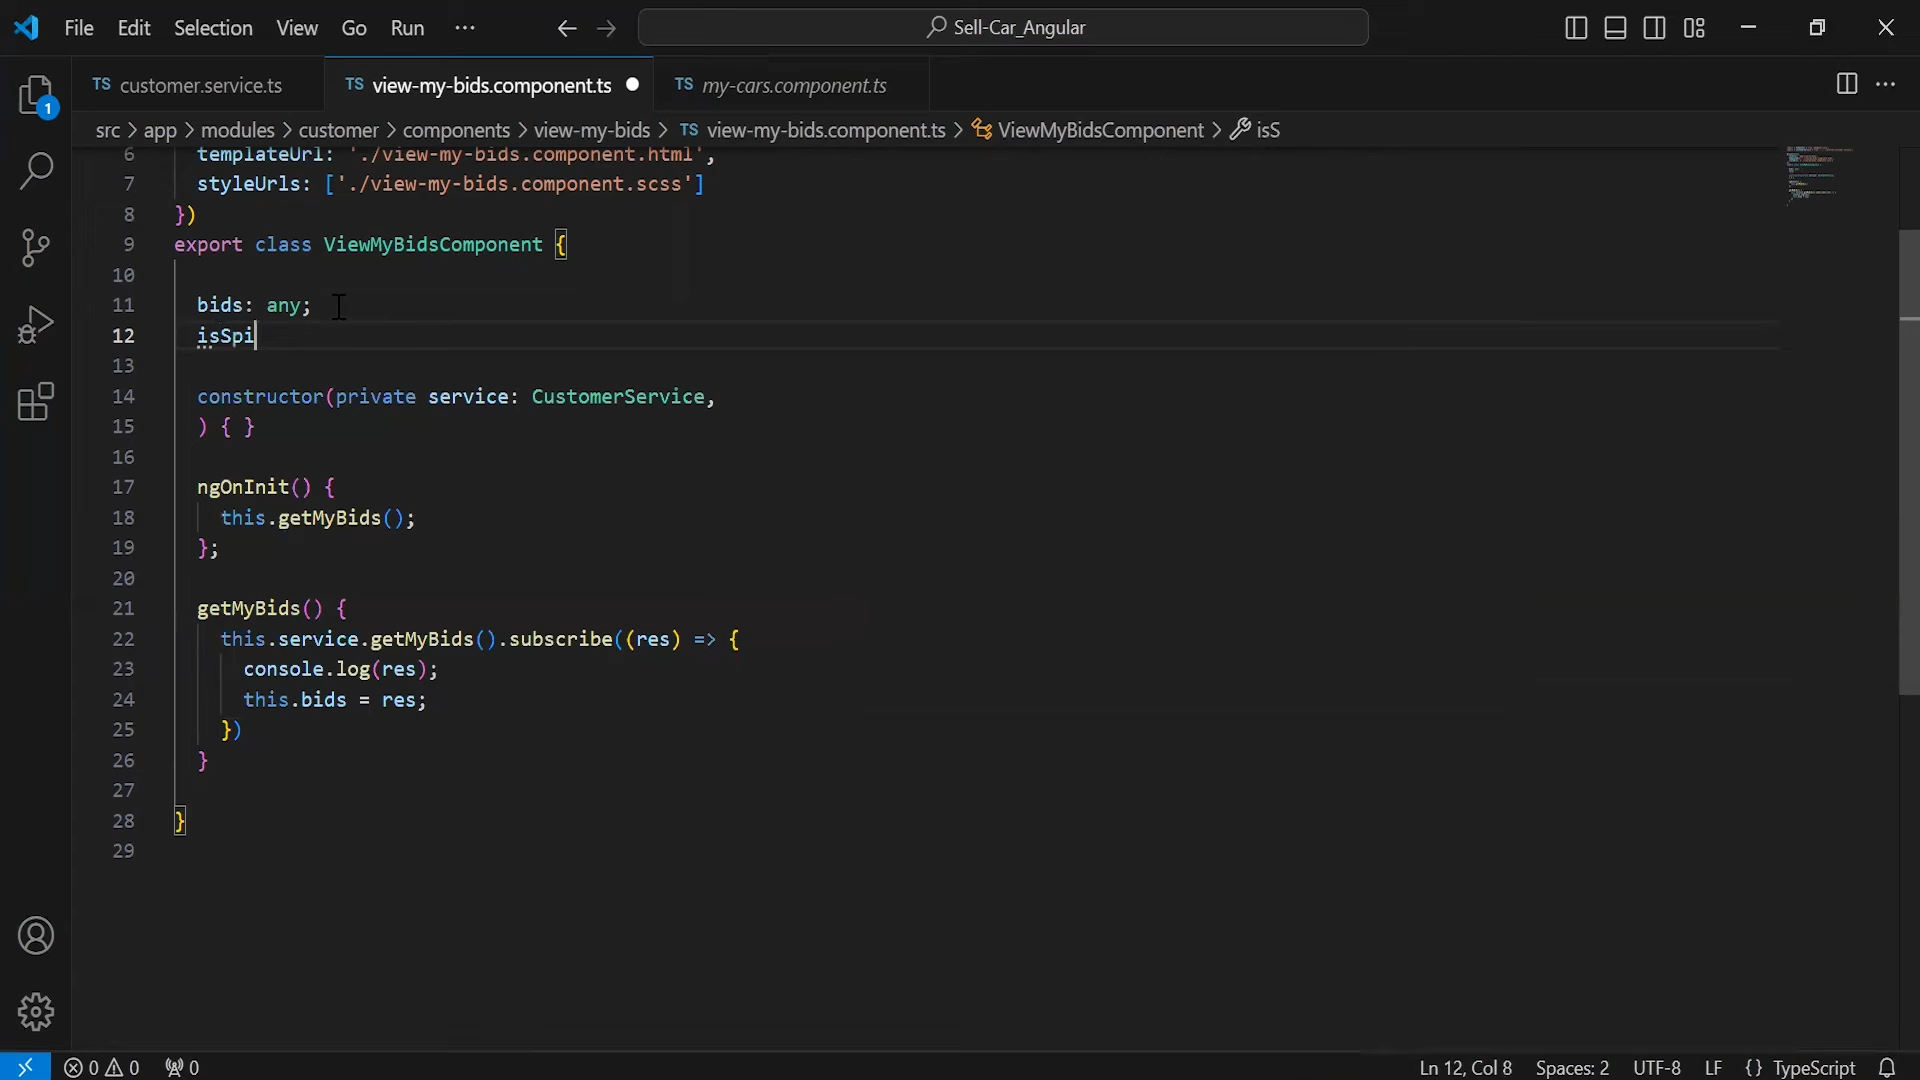 File Edit Selection View Go Run ··· Sell-Car_Angular
TS customer.service.ts TS view-my-bids.component.ts TS my-cars.component.ts
src > app > modules > customer > components > view-my-bids > TS view-my-bids.component.ts > ViewMyBidsComponent > isS
1
6 templateUrl: './view-my-bids.component.html',
7 styleUrls: ['./view-my-bids.component.scss']
8 })
9 export class ViewMyBidsComponent {
10
11 bids: any;
12 isSpi
13
14 constructor(private service: CustomerService,
15 ) { }
16
17 ngOnInit() {
18 this.getMyBids();
19 };
20
21 getMyBids() {
22 this.service.getMyBids().subscribe((res) => {
23 console.log(res);
24 this.bids = res;
25 })
26 }
27
28 }
29
0 0 0 Ln 12, Col 8 Spaces: 2 UTF-8 LF {} TypeScript